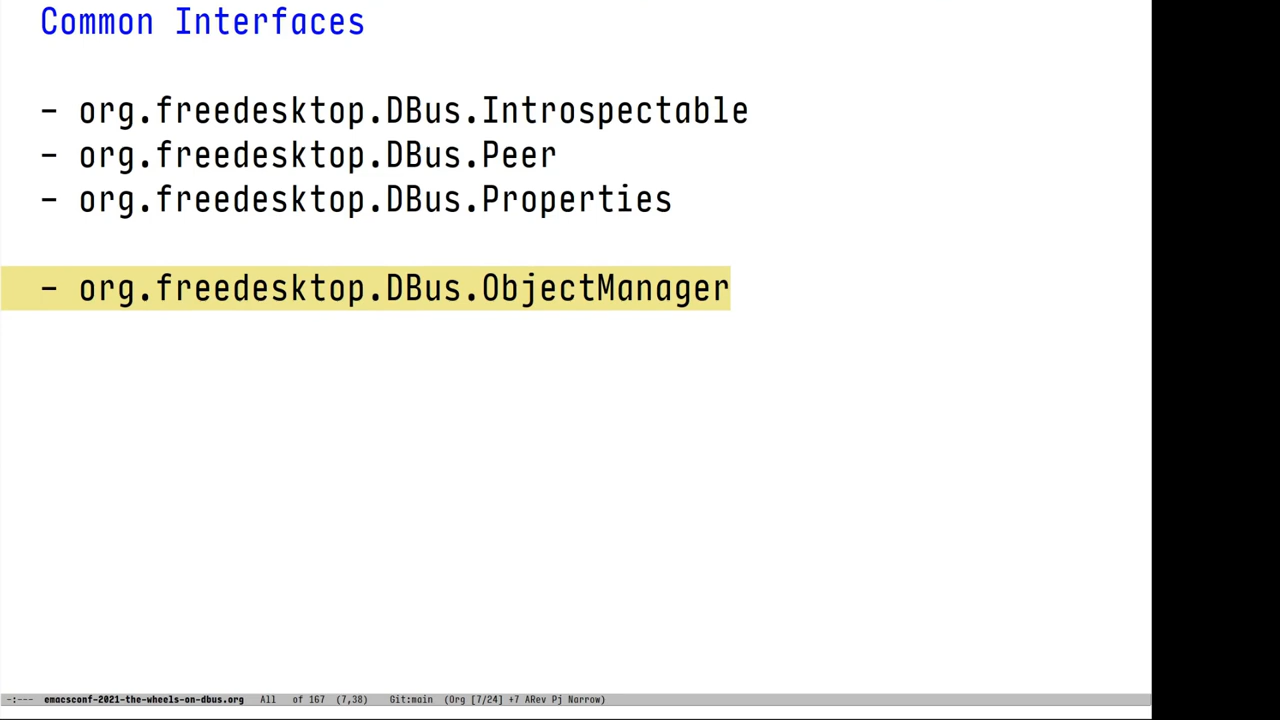 Common Interfaces
- org.freedesktop.DBus.Introspectable
- org.freedesktop.DBus.Peer
- org.freedesktop.DBus.Properties
- org.freedesktop.DBus.ObjectManager
-:--- emacsconf-2021-the-wheels-on-dbus.org All of 167 (7,38) Git:main (Org [7/24] +7 ARev Pj Narrow)